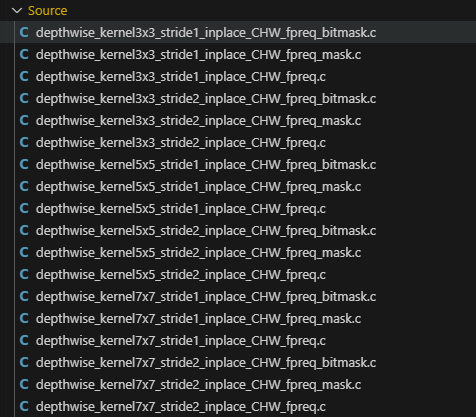 Source
C depthwise_kernel3x3_stride1_inplace_CHW_fpreq_bitmask.c
C depthwise_kernel3x3_stride1_inplace_CHW_fpreq_mask.c
C depthwise_kernel3x3_stride1_inplace_CHW_fpreq.c
C depthwise_kernel3x3_stride2_inplace_CHW_fpreq_bitmask.c
C depthwise_kernel3x3_stride2_inplace_CHW_fpreq_mask.c
C depthwise_kernel3x3_stride2_inplace_CHW_fpreq.c
C depthwise_kernel5x5_stride1_inplace_CHW_fpreq_bitmask.c
C depthwise_kernel5x5_stride1_inplace_CHW_fpreq_mask.c
C depthwise_kernel5x5_stride1_inplace_CHW_fpreq.c
C depthwise_kernel5x5_stride2_inplace_CHW_fpreq_bitmask.c
C depthwise_kernel5x5_stride2_inplace_CHW_fpreq_mask.c
C depthwise_kernel5x5_stride2_inplace_CHW_fpreq.c
C depthwise_kernel7x7_stride1_inplace_CHW_fpreq_bitmask.c
C depthwise_kernel7x7_stride1_inplace_CHW_fpreq_mask.c
C depthwise_kernel7x7_stride1_inplace_CHW_fpreq.c
C depthwise_kernel7x7_stride2_inplace_CHW_fpreq_bitmask.c
C depthwise_kernel7x7_stride2_inplace_CHW_fpreq_mask.c
C depthwise_kernel7x7_stride2_inplace_CHW_fpreq.c